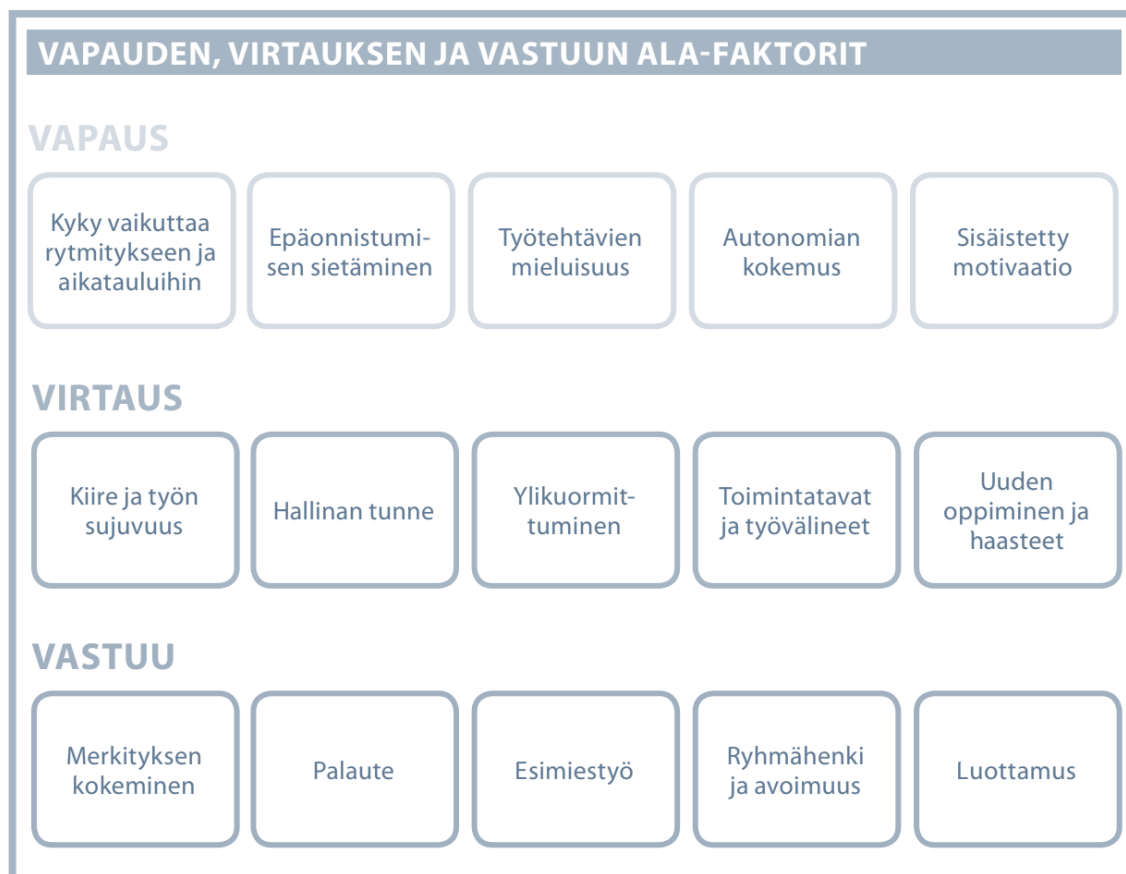 VAPAUDEN, VIRTAUKSEN JA VASTUUN ALA-FAKTORIT
VAPAUS
Kyky vaikuttaa
rytmitykseen ja
aikatauluihin
Epäonnistumi-
sen sietäminen
Työtehtävien
mieluisuus
Autonomian
kokemus
Sisäistetty
motivaatio
VIRTAUS
Kiire ja työn
sujuvuus
Hallinan tunne
Ylikuormit-
tuminen
Toimintatavat
ja työvälineet
Uuden
oppiminen ja
haasteet
VASTUU
Merkityksen
kokeminen
Palaute
Esimiestyö
Ryhmähenki
ja avoimuus
Luottamus